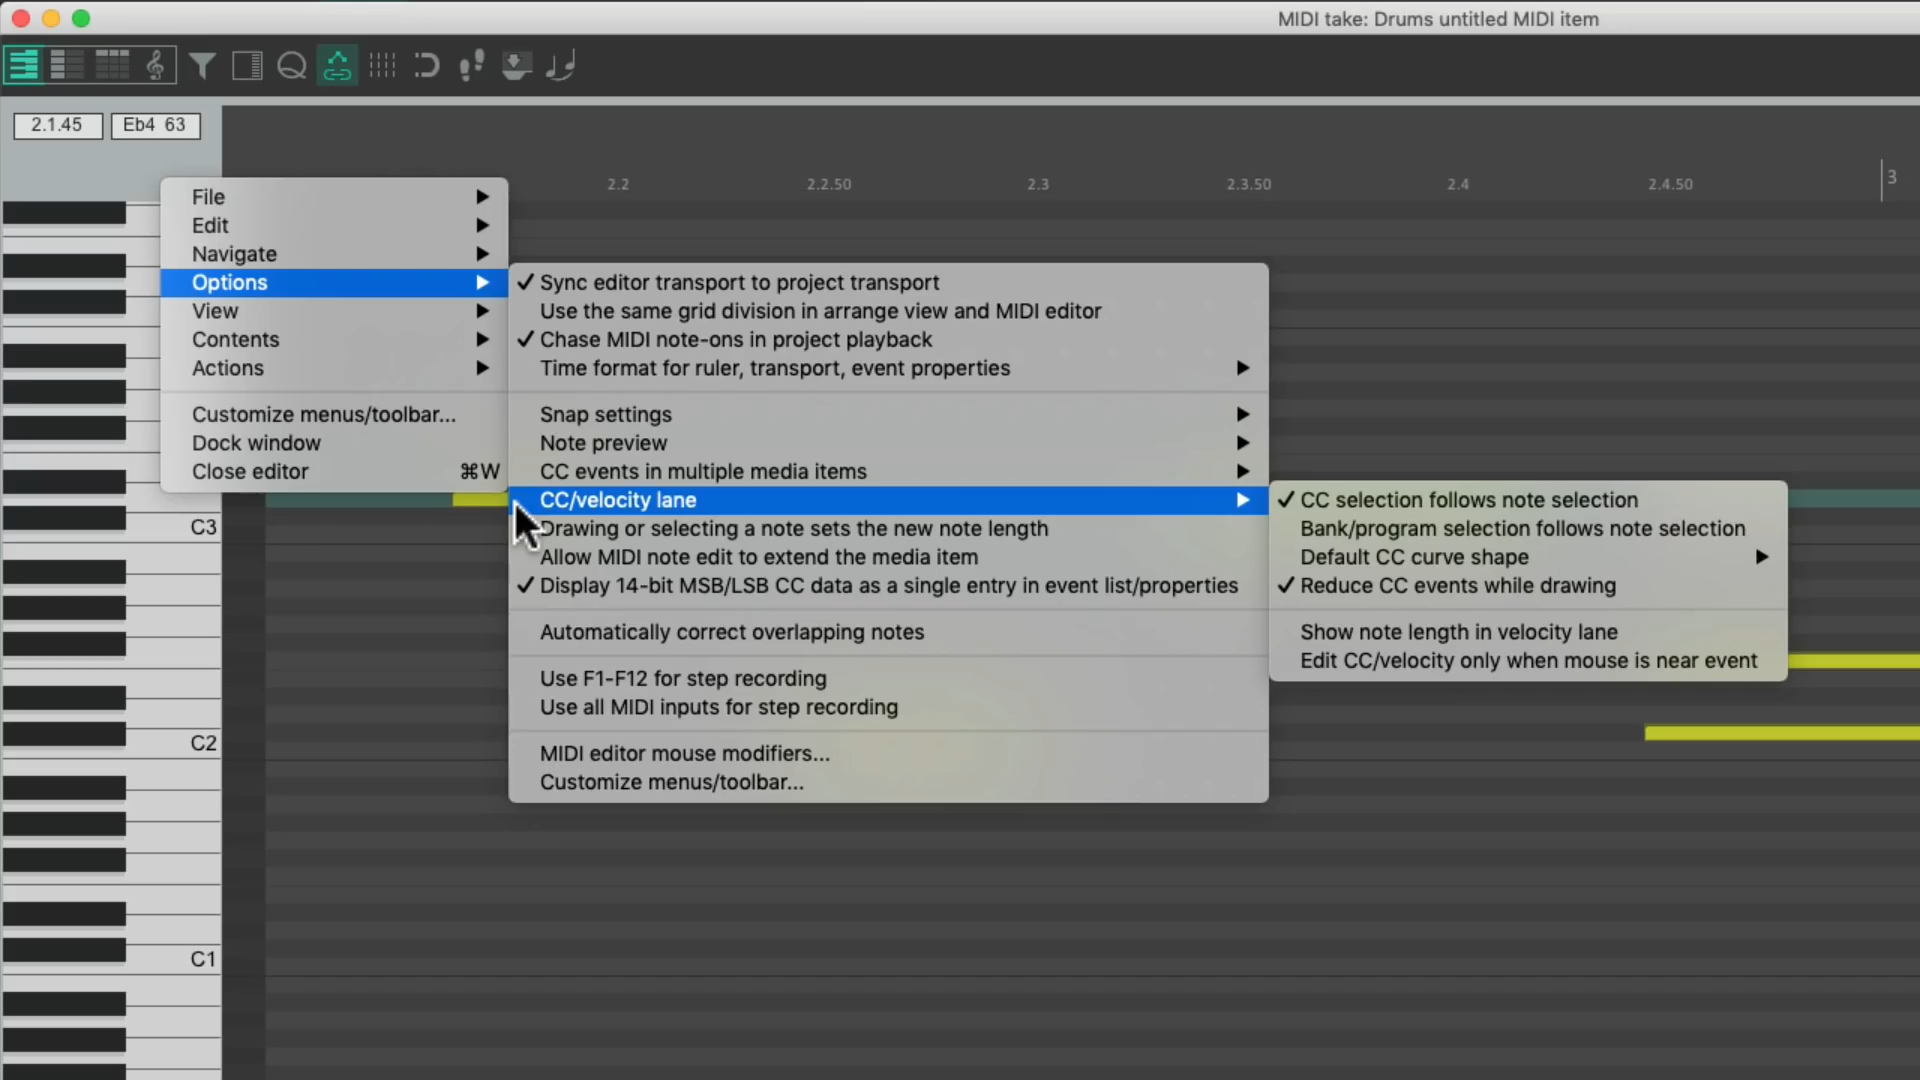 MIDI take: Drums untitled MIDI item
2.1.45
Eb4 63
2.2
2.2.50
2.3
2.3.50
2.4
2.4.50
3
File
Edit
Navigate
Options
View
Contents
Actions
Customize menus/toolbar...
Dock window
Close editor ⌘W
Sync editor transport to project transport
Use the same grid division in arrange view and MIDI editor
Chase MIDI note-ons in project playback
Time format for ruler, transport, event properties
Snap settings
Note preview
CC events in multiple media items
CC/velocity lane
Drawing or selecting a note sets the new note length
Allow MIDI note edit to extend the media item
Display 14-bit MSB/LSB CC data as a single entry in event list/properties
Automatically correct overlapping notes
Use F1-F12 for step recording
Use all MIDI inputs for step recording
MIDI editor mouse modifiers...
Customize menus/toolbar...
CC selection follows note selection
Bank/program selection follows note selection
Default CC curve shape
Reduce CC events while drawing
Show note length in velocity lane
Edit CC/velocity only when mouse is near event
C3
C2
C1